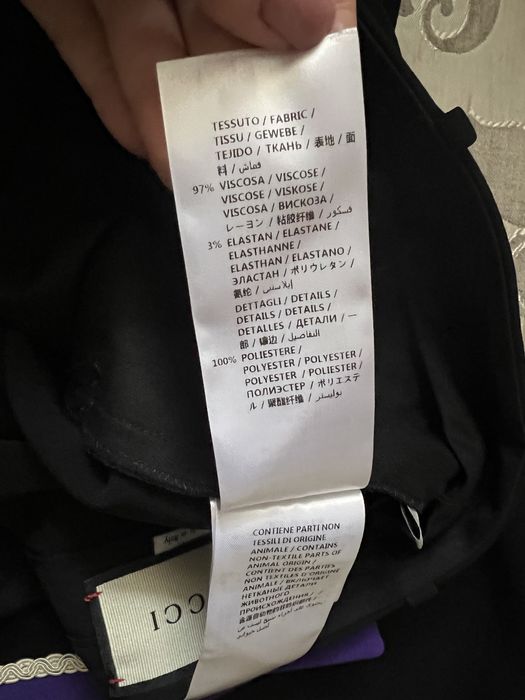 TESSUTO / FABRIC /
TISSU / GEWEBE /
TEJIDO / ТКАНЬ / 表地 / 面
料 / قماش
97% VISCOSA / VISCOSE /
VISCOSE / VISKOSE /
VISCOSA / ВИСКОЗА /
レーヨン / 粘胶纤维 / فسكوز
3% ELASTAN / ELASTANE /
ELASTHANNE /
ELASTHAN / ELASTANO /
ЭЛАСТАН / ポリウレタン /
氨纶 / إيلاستين
DETTAGLI / DETAILS /
DETAILS / DETAILS /
DETALLES / ДЕТАЛИ / 一
部 / 镶边 / التفاصيل
100% POLIESTERE /
POLYESTER / POLYESTER /
POLYESTER / POLIESTER /
ПОЛИЭСТЕР / ポリエステ
ル / 聚酯纤维 / بوليستر
CONTIENE PARTI NON
TESSILI DI ORIGINE
ANIMALE / CONTAINS
NON-TEXTILE PARTS OF
ANIMAL ORIGIN /
CONTIENT DES PARTIES
NON TEXTILES D'ORIGINE
ANIMALE / ВКЛЮЧАЕТ
НЕТКАНЫЕ ДЕТАЛИ
ЖИВОТНОГО
ПРОИСХОЖДЕНИЯ /
أصل حيواني
Italy
CCI